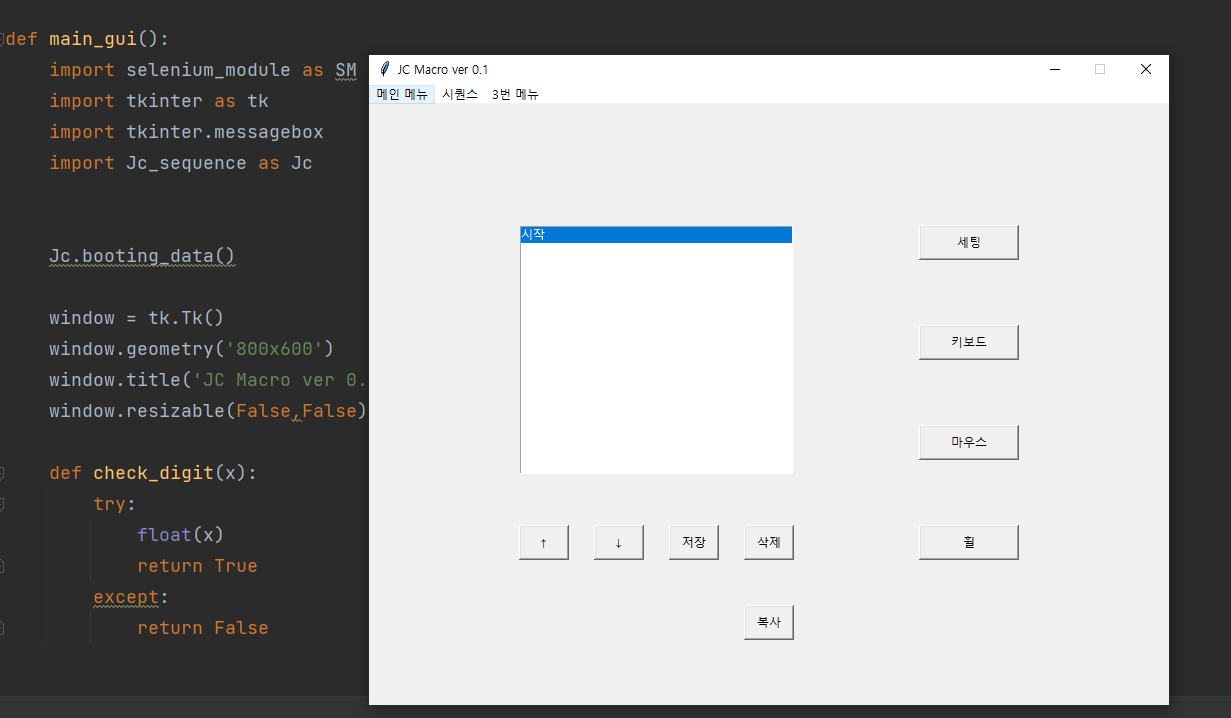 def main_gui():
import selenium_module as SM
import tkinter as tk
import tkinter.messagebox
import Jc_sequence as Jc
Jc.booting_data()
window = tk.Tk()
window.geometry('800x600')
window.title('JC Macro ver 0.
window.resizable(False,False)
def check_digit(x):
try:
float(x)
return True
except:
return False
JC Macro ver 0.1
메인 메뉴 시퀀스 3번 메뉴
시작
세팅
키보드
마우스
↑ ↓ 저장 삭제 휠
복사